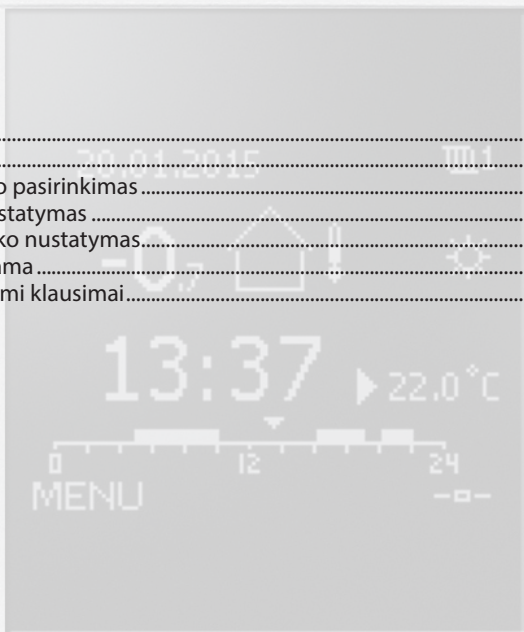 20.01.2015 1
o pasirinkimas
statymas
ko nustatymas
-0,7
ama
mi klausimai
13:37 22.0°C
0 12 24
MENU